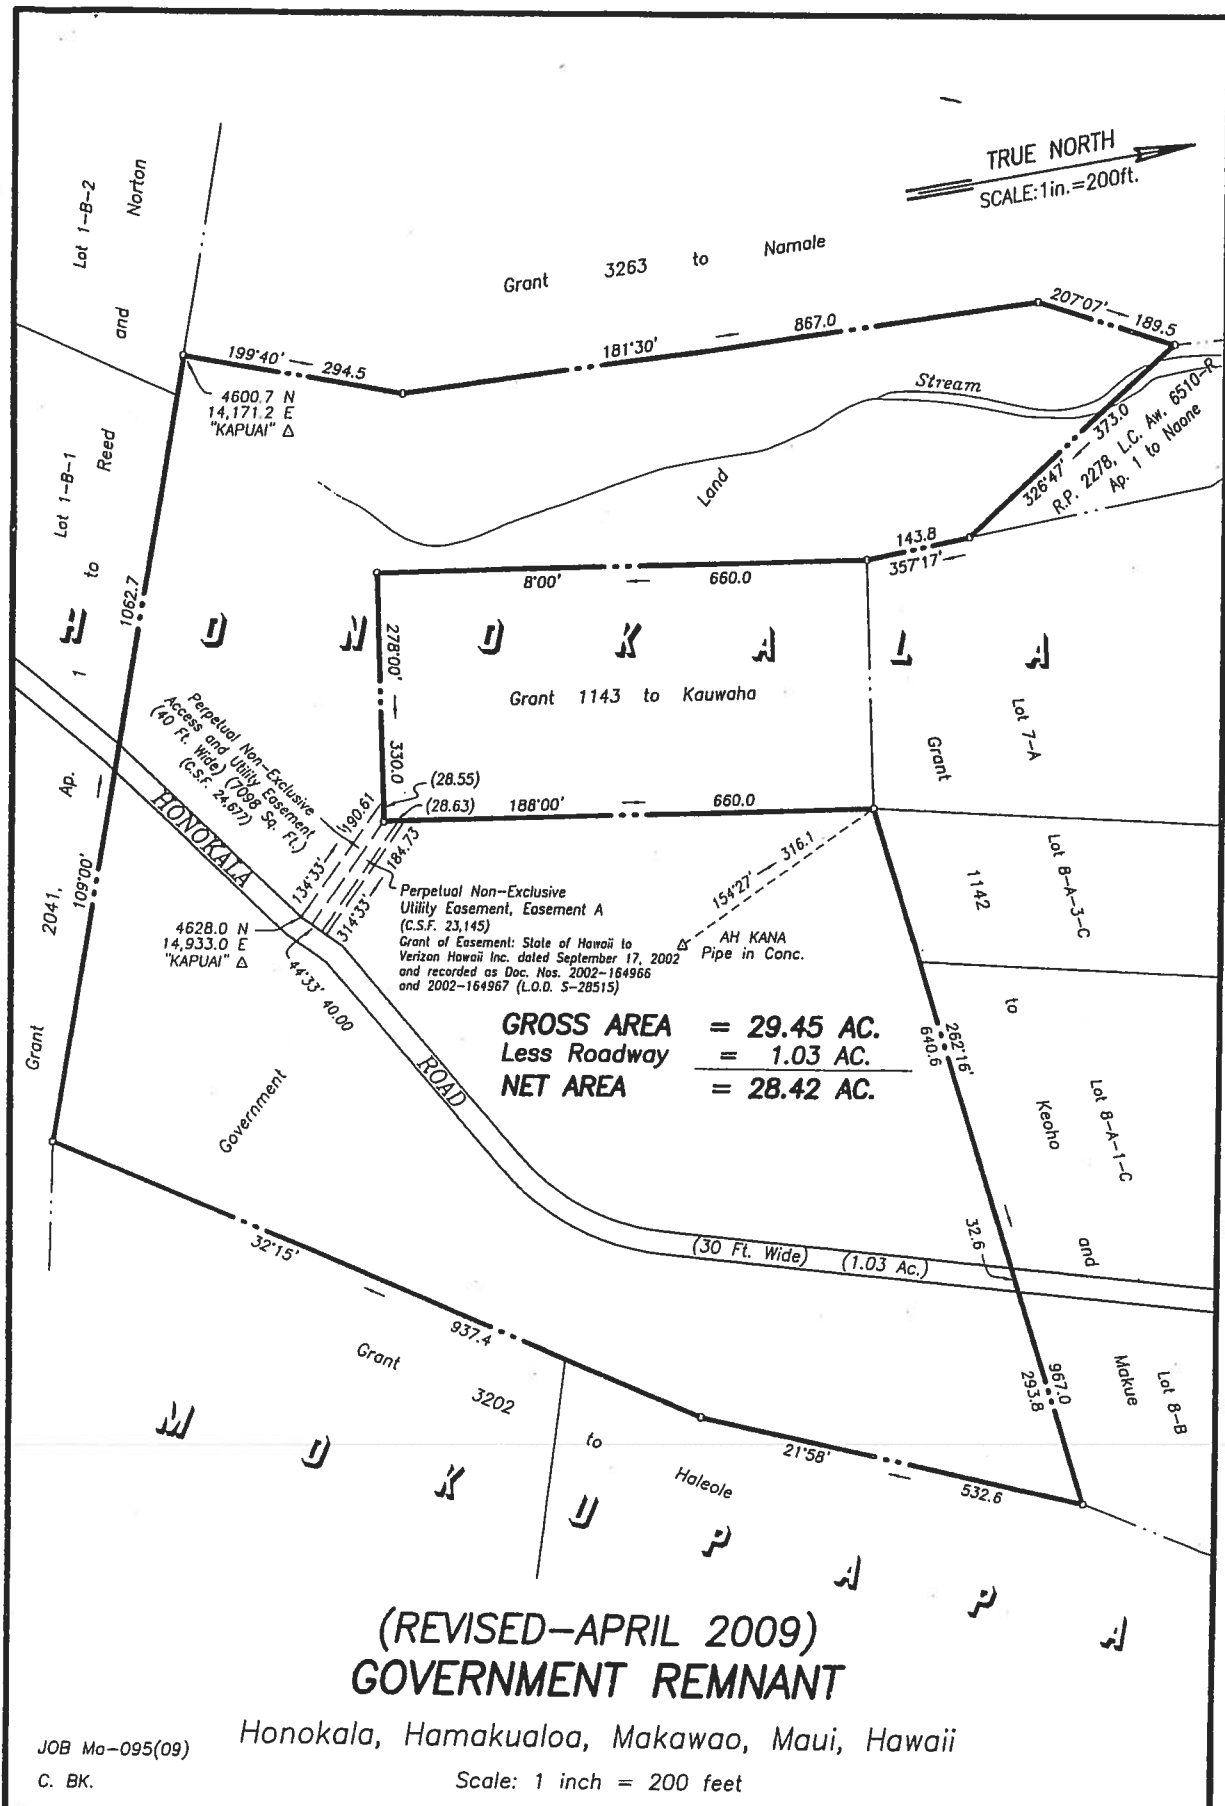 TRUE NORTH
SCALE: 1in.=200ft.
Lot 1-B-2
Norton
and
Grant 3263 to Namale
207°07' 189.5
867.0
181°30'
199°40' 294.5
4600.7 N
14,171.2 E
"KAPUAI" Δ
Stream
Land
326°47' 373.0
R.P. 2278, L.C. Aw. 6510-R
Ap. 1 to Naone
Lot 1-B-1
Reed
to
1062.7
143.8
357°17'
8°00' 660.0
HONOKALA
278°00' 330.0
Grant 1143 to Kauwaha
Lot 7-A
Grant
1
Ap.
2041,
Grant
109°00'
Perpetual Non-Exclusive
Access and Utility Easement
(40 Ft. Wide) (7098 Sq. Ft.)
(C.S.F. 24,677)
(28.55)
(28.63)
188°00' 660.0
134°33' 190.61
314°33' 184.73
HONOKALA
4628.0 N
14,933.0 E
"KAPUAI" Δ
44°33' 40.00
Perpetual Non-Exclusive
Utility Easement, Easement A
(C.S.F. 23,145)
Grant of Easement: State of Hawaii to
Verizon Hawaii Inc. dated September 17, 2002
and recorded as Doc. Nos. 2002-164966
and 2002-164967 (L.O.D. S-28515)
154°27' 316.1
AH KANA
Pipe in Conc.
1142
Lot 8-A-3-C
GROSS AREA = 29.45 AC.
Less Roadway = 1.03 AC.
NET AREA = 28.42 AC.
262°16'
640.6
to
Keoho
Lot 8-A-1-C
ROAD
Government
32.6
and
(30 Ft. Wide) (1.03 Ac.)
32°15'
937.4
967.0
293.8
Makue
Lot 8-B
Grant
3202
to
Haleole
21°58'
532.6
MOKUPAPA
(REVISED-APRIL 2009)
GOVERNMENT REMNANT
Honokala, Hamakualoa, Makawao, Maui, Hawaii
JOB Ma-095(09)
C. BK.
Scale: 1 inch = 200 feet